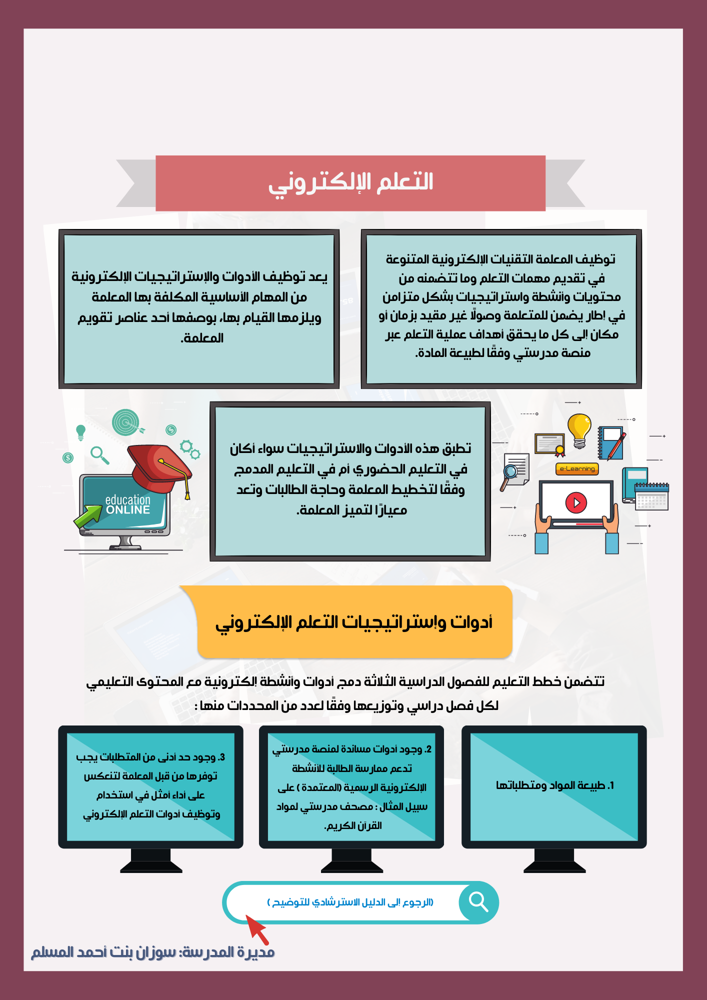 التعلم الإلكتروني
توظيف المعلمة التقنيات الإلكترونية المتنوعة
في تقديم مهمات التعلم وما تتضمنه من
محتويات وأنشطة واستراتيجيات بشكل متزامن
في إطار يضمن للمتعلمة وصولًا غير مقيد بزمان أو
مكان إلى كل ما يحقق أهداف عملية التعلم عبر
منصة مدرستي وفقًا لطبيعة المادة.
يعد توظيف الأدوات والإستراتيجيات الإلكترونية
من المهام الأساسية المكلفة بها المعلمة
ويلزمها القيام بها، بوصفها أحد عناصر تقويم
المعلمة.
تطبق هذه الأدوات والاستراتيجيات سواء أكان
في التعليم الحضوري أم في التعليم المدمج
وفقًا لتخطيط المعلمة وحاجة الطالبات وتعد
معيارًا لتميز المعلمة.
e-Learning
education
ONLINE
أدوات وإستراتيجيات التعلم الإلكتروني
تتضمن خطط التعليم للفصول الدراسية الثلاثة دمج أدوات وأنشطة إلكترونية مع المحتوى التعليمي
لكل فصل دراسي وتوزيعها وفقًا لعدد من المحددات منها :
1. طبيعة المواد ومتطلباتها
2. وجود أدوات مساندة لمنصة مدرستي
تدعم ممارسة الطالبة للأنشطة
الإلكترونية الرسمية (المعتمدة ) على
سبيل المثال : مصحف مدرستي لمواد
القرآن الكريم.
3. وجود حد أدنى من المتطلبات يجب
توفرها من قبل المعلمة لتنعكس
على أداء أمثل في استخدام
وتوظيف أدوات التعلم الإلكتروني
(الرجوع إلى الدليل الاسترشادي للتوضيح )
مديرة المدرسة: سوزان بنت أحمد المسلم